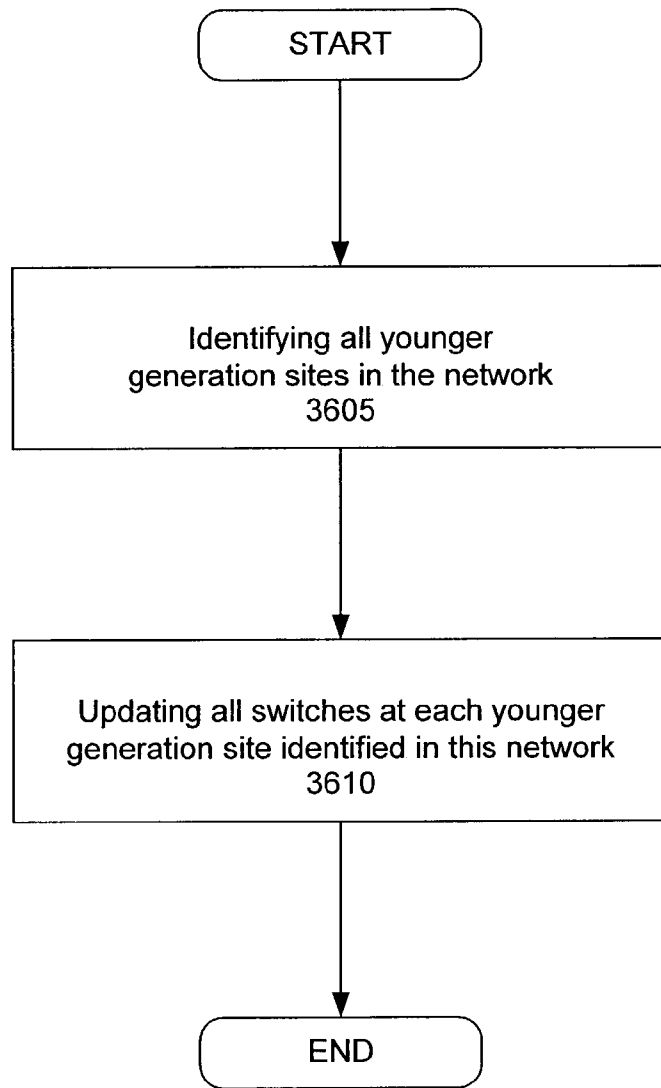 START
Identifying all younger
generation sites in the network
3605
Updating all switches at each younger
generation site identified in this network
3610
END